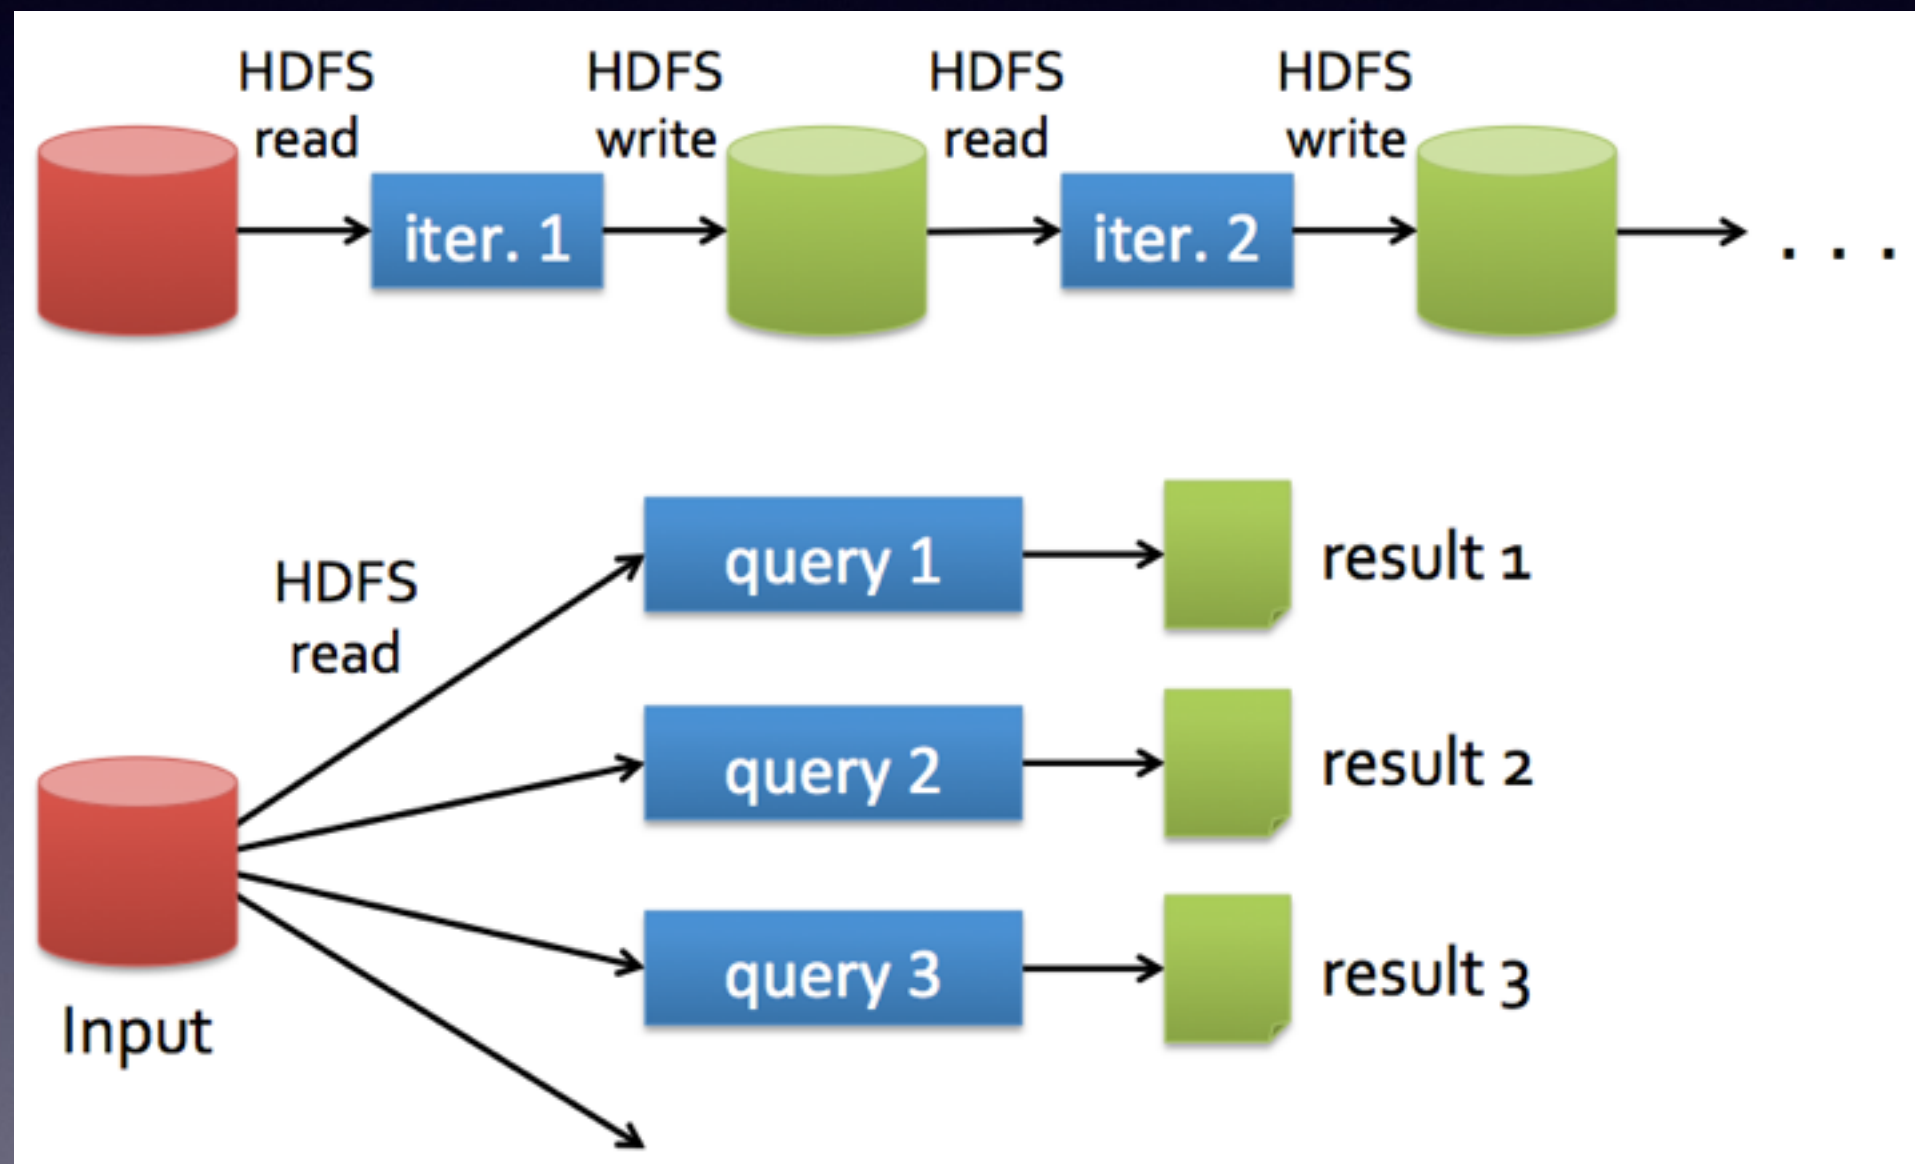 HDFS read
HDFS write
HDFS read
HDFS write
iter. 1
iter. 2
. . .
HDFS read
query 1
result 1
query 2
result 2
query 3
result 3
Input